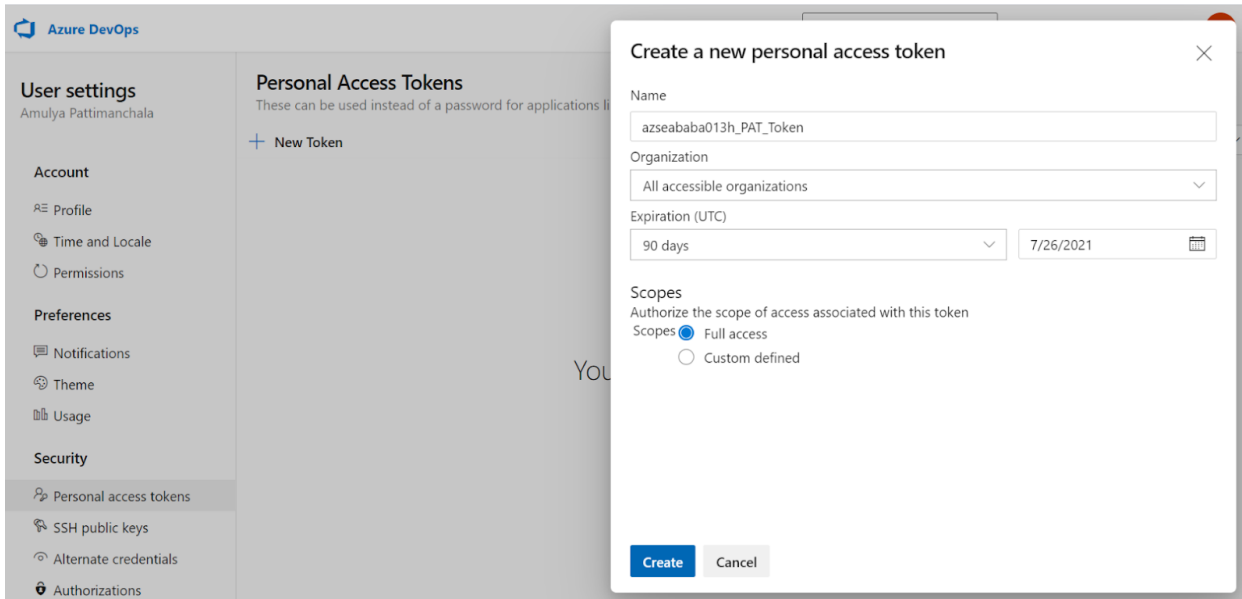 Azure DevOps
User settings
Amulya Pattimanchala
Account
Profile
Time and Locale
Permissions
Preferences
Notifications
Theme
Usage
Security
Personal access tokens
SSH public keys
Alternate credentials
Authorizations
Personal Access Tokens
These can be used instead of a password for applications li
New Token
You
Create a new personal access token
Name
azseababa013h_PAT_Token
Organization
All accessible organizations
Expiration (UTC)
90 days
7/26/2021
Scopes
Authorize the scope of access associated with this token
Scopes Full access
Custom defined
Create Cancel